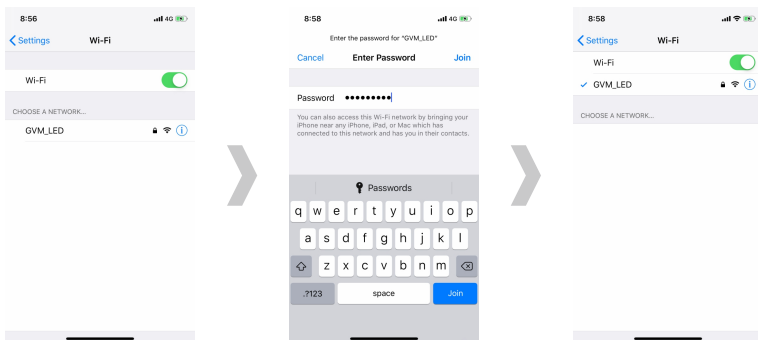 8:56
4G
Settings
Wi-Fi
Wi-Fi
CHOOSE A NETWORK...
GVM_LED
8:58
4G
Enter the password for "GVM_LED"
Cancel Enter Password Join
Password ●●●●●●●●●
You can also access this Wi-Fi network by bringing your
iPhone near any iPhone, iPad, or Mac which has
connected to this network and has you in their contacts.
Passwords
q w e r t y u i o p
a s d f g h j k l
z x c v b n m
.?123 space Join
8:58
Settings
Wi-Fi
Wi-Fi
GVM_LED
CHOOSE A NETWORK...